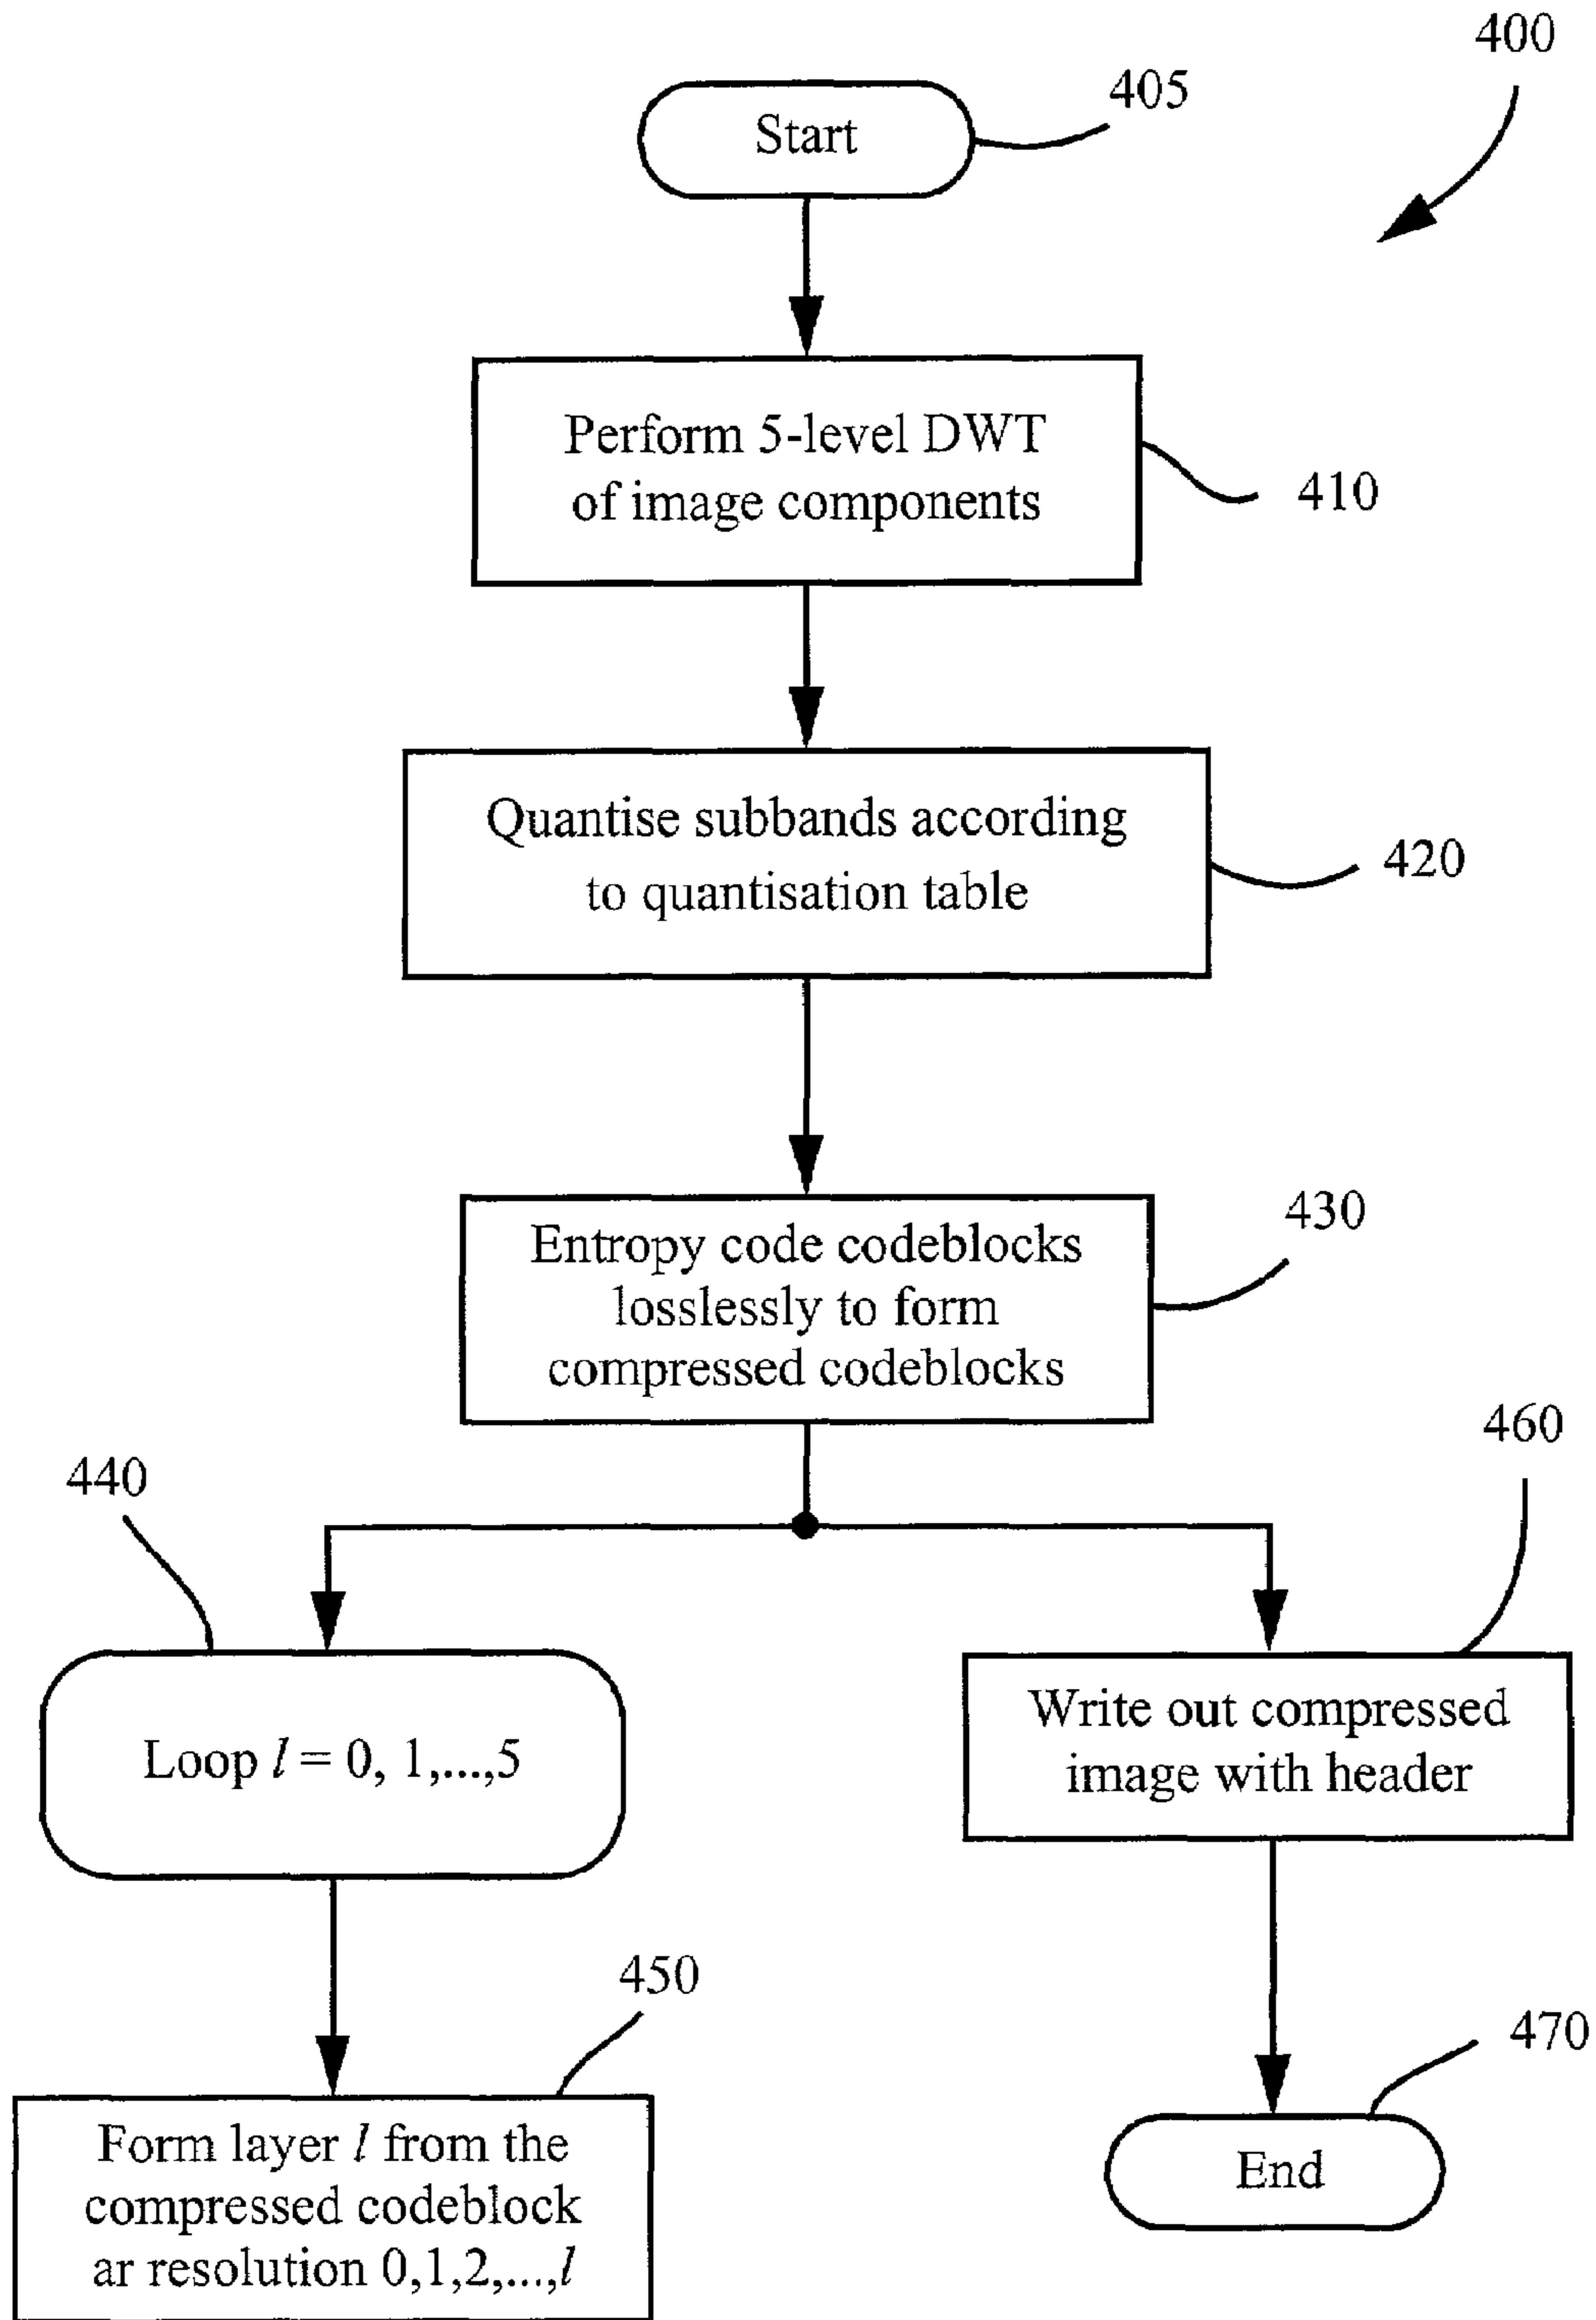 400
405
Start
Perform 5-level DWT
of image components
410
Quantise subbands according
to quantisation table
420
430
Entropy code codeblocks
losslessly to form
compressed codeblocks
440
460
Loop l = 0, 1,...,5
Write out compressed
image with header
450
470
Form layer l from the
compressed codeblock
ar resolution 0,1,2,...,l
End